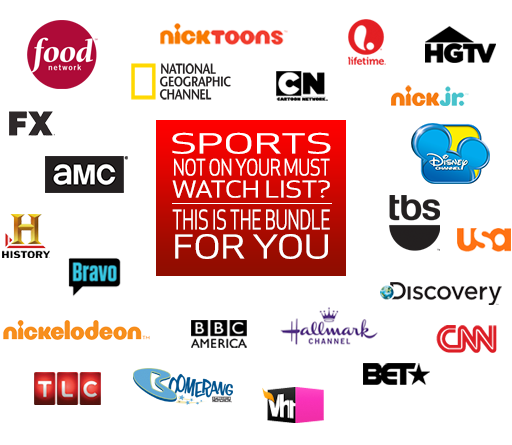 food
network
nicktoons
lifetime
HGTV
NATIONAL
GEOGRAPHIC
CHANNEL
CN
CARTOON NETWORK
nick jr.
FX
SPORTS
NOT ON YOUR MUST
WATCH LIST?
THIS IS THE BUNDLE
FOR YOU
DISNEY
CHANNEL
amc
tbs
usa
H
HISTORY
Bravo
Discovery
nickelodeon
BBC
AMERICA
Hallmark
CHANNEL
CNN
BET★
TLC
BOOMERANG
Vh1